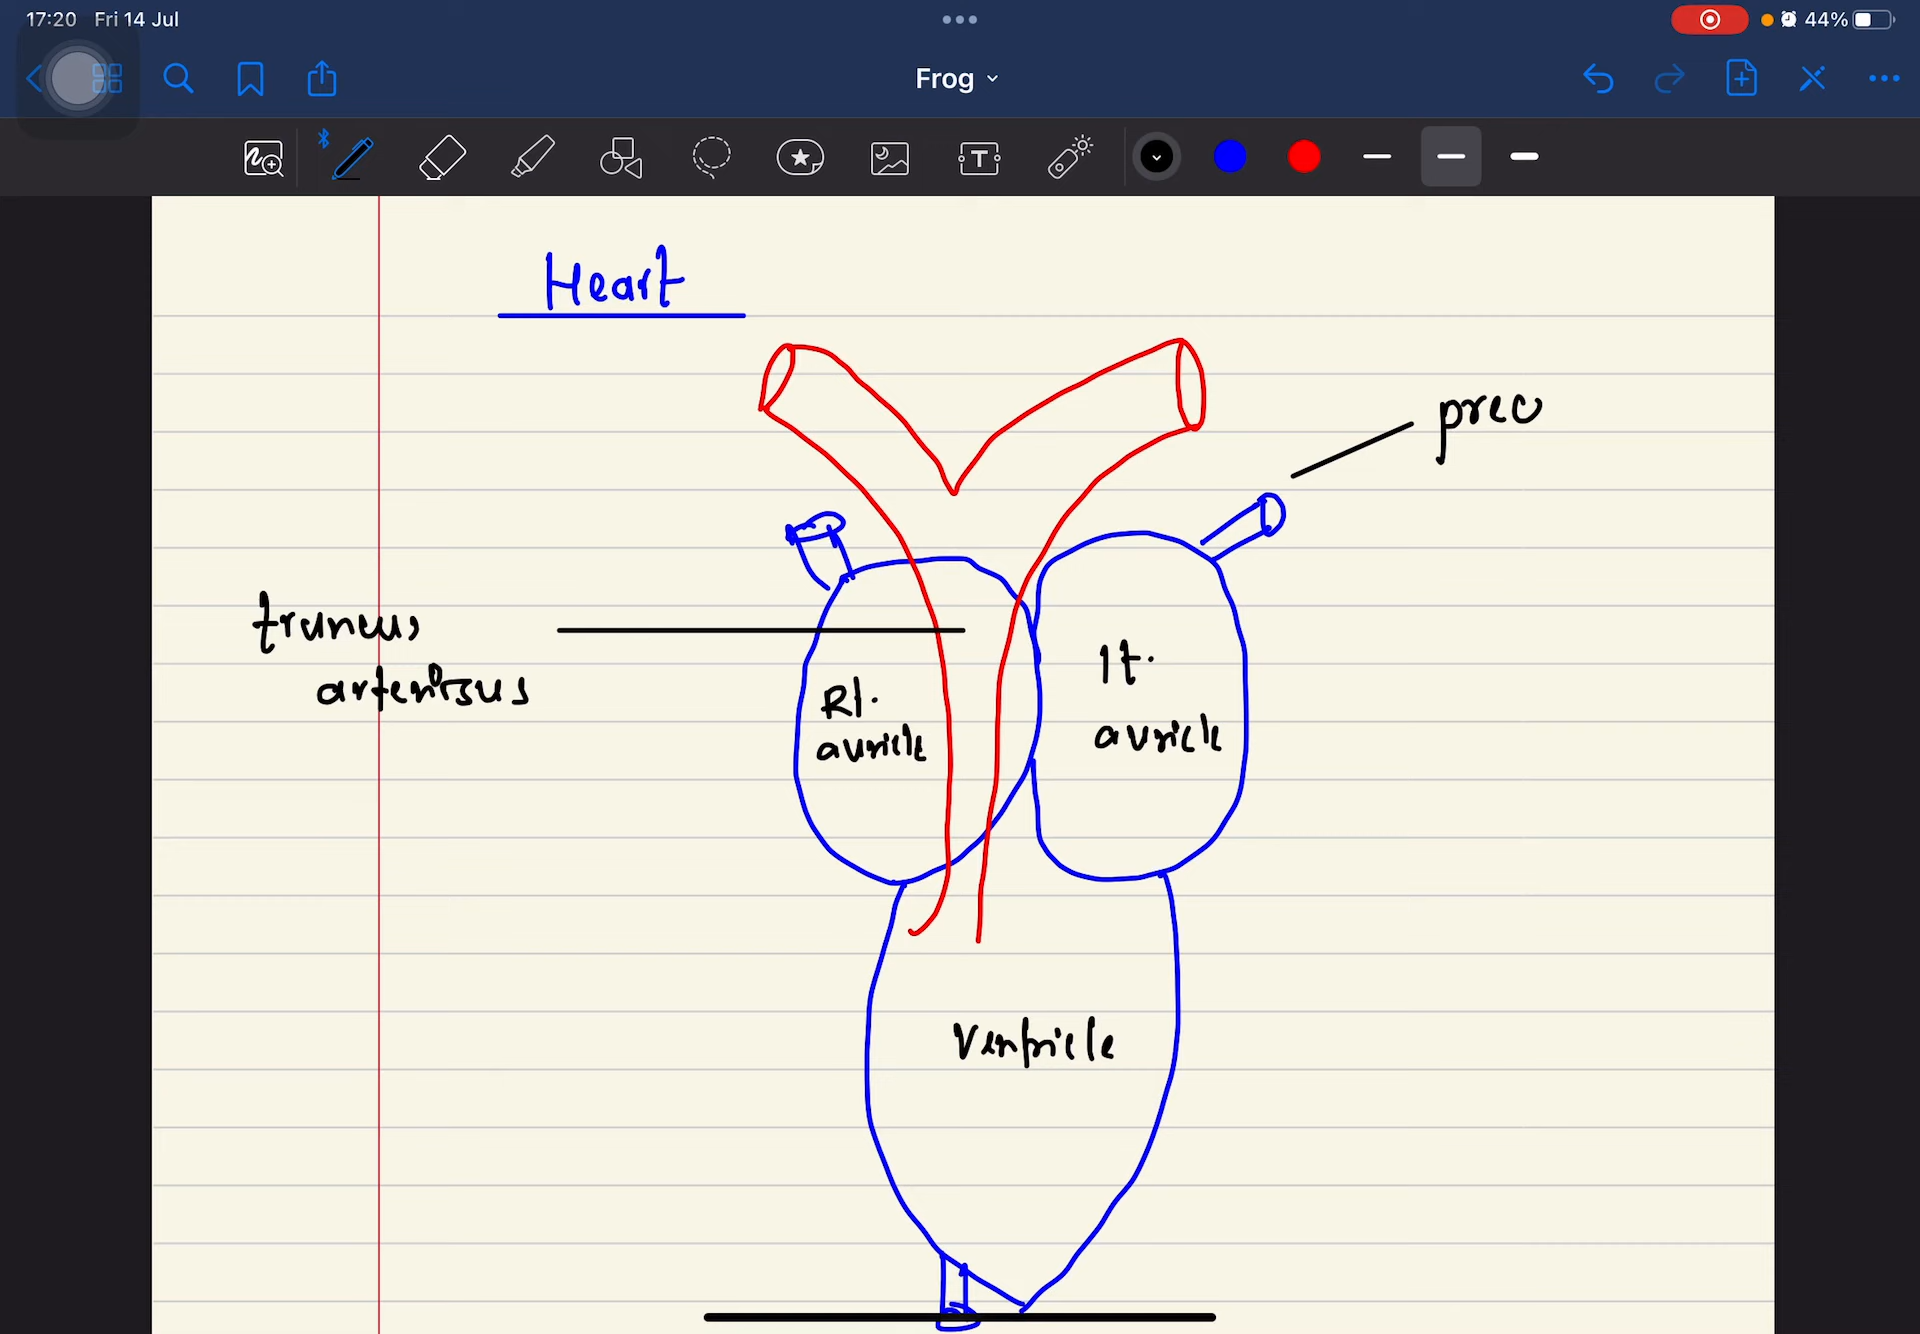 17:20 Fri 14 Jul
44%
Frog
T
Heart
prec
truncus
arteriosus
Rt.
auricle
lt.
auricle
Ventricle